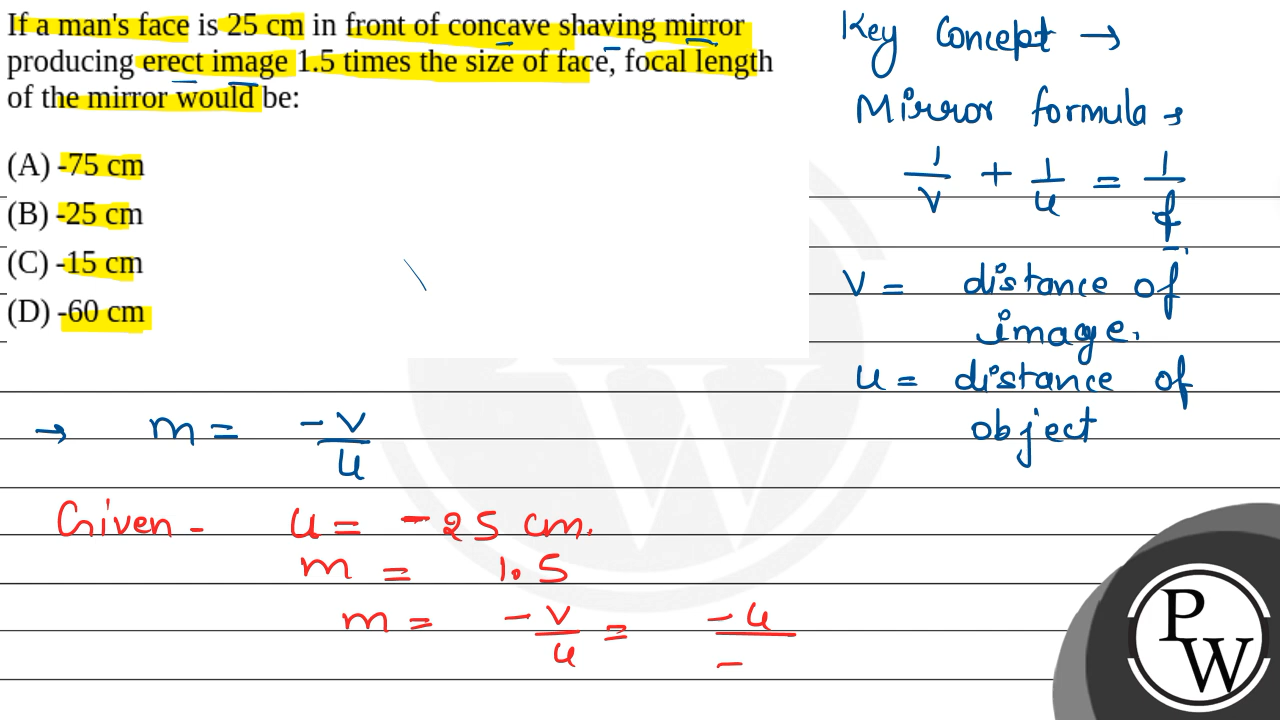 If a man's face is 25 cm in front of concave shaving mirror
producing erect image 1.5 times the size of face, focal length
of the mirror would be:
(A) -75 cm
(B) -25 cm
(C) -15 cm
(D) -60 cm
Key Concept →
Mirror formula →
1/v + 1/u = 1/f
v = distance of
image.
u = distance of
object
→ m = -v/u
Given - u = -25 cm.
m = 1.5
m = -v/u = -u/-
PW